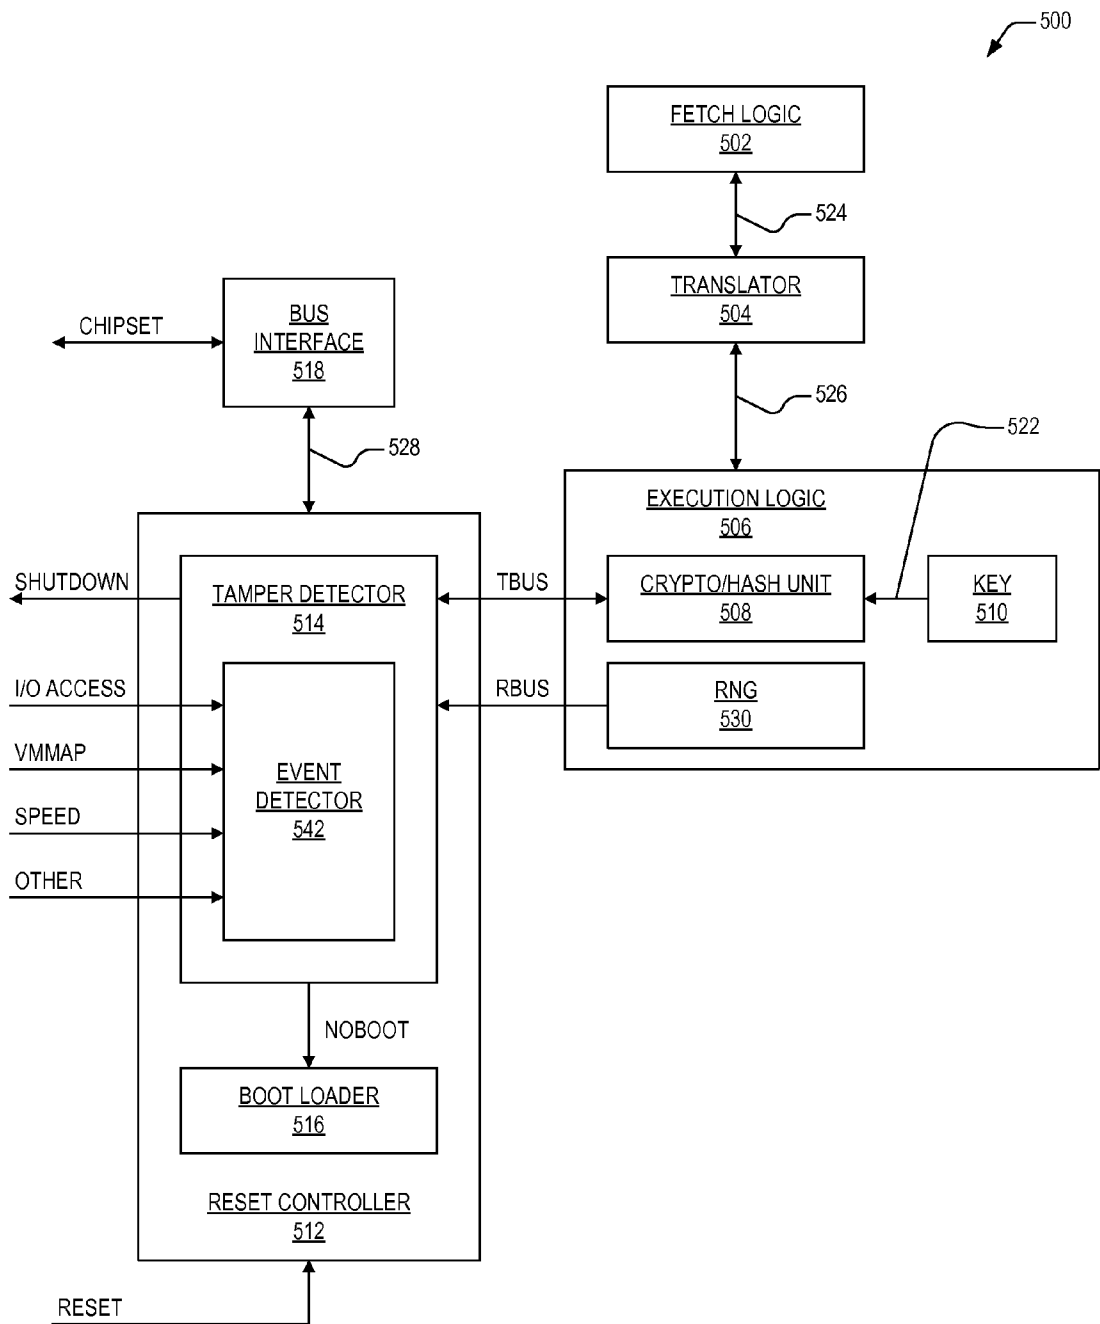 500
FETCH LOGIC
502
524
TRANSLATOR
504
BUS
INTERFACE
518
CHIPSET
526
528
522
EXECUTION LOGIC
506
SHUTDOWN
TAMPER DETECTOR
514
TBUS
CRYPTO/HASH UNIT
508
KEY
510
I/O ACCESS
RBUS
RNG
530
VMMAP
EVENT
DETECTOR
542
SPEED
OTHER
NOBOOT
BOOT LOADER
516
RESET CONTROLLER
512
RESET